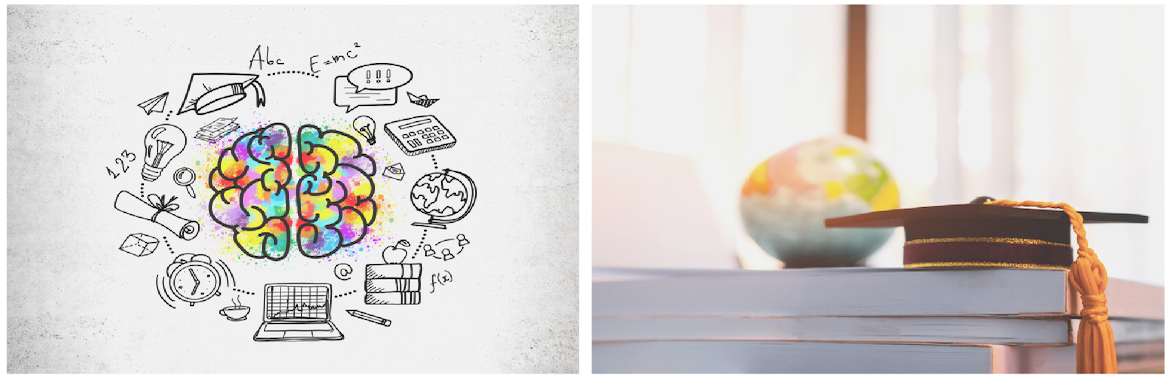 Abc
E=mc²
!!!
123
@
f(x)